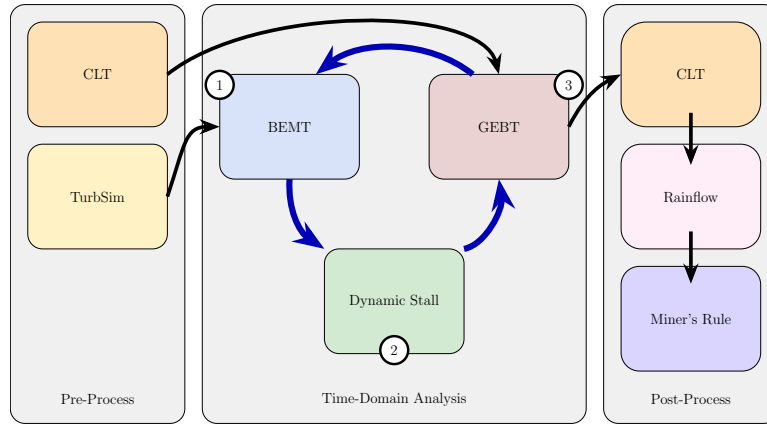 CLT
TurbSim
Pre-Process
1
BEMT
GEBT
3
Dynamic Stall
2
Time-Domain Analysis
CLT
Rainflow
Miner's Rule
Post-Process